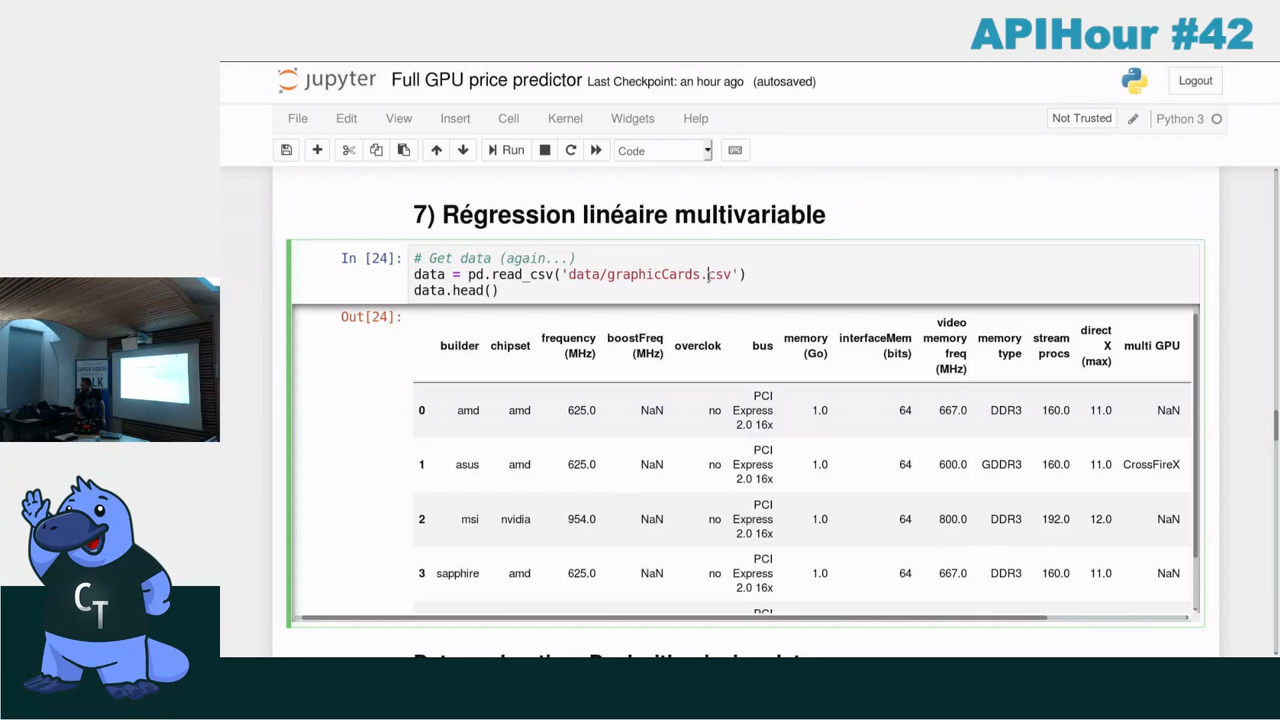 APIHour #42
jupyter Full GPU price predictor Last Checkpoint: an hour ago (autosaved)
Logout
File Edit View Insert Cell Kernel Widgets Help
Not Trusted Python 3
Run Code
7) Régression linéaire multivariable
In [24]:
# Get data (again...)
data = pd.read_csv('data/graphicCards.csv')
data.head()
Out[24]:
builder chipset frequency (MHz) boostFreq (MHz) overclok bus memory (Go) interfaceMem (bits) video memory freq (MHz) memory type stream procs direct X (max) multi GPU
0 amd amd 625.0 NaN no PCI Express 2.0 16x 1.0 64 667.0 DDR3 160.0 11.0 NaN
1 asus amd 625.0 NaN no PCI Express 2.0 16x 1.0 64 600.0 GDDR3 160.0 11.0 CrossFireX
2 msi nvidia 954.0 NaN no PCI Express 2.0 16x 1.0 64 800.0 DDR3 192.0 12.0 NaN
3 sapphire amd 625.0 NaN no PCI Express 2.0 16x 1.0 64 667.0 DDR3 160.0 11.0 NaN
PCI
CT